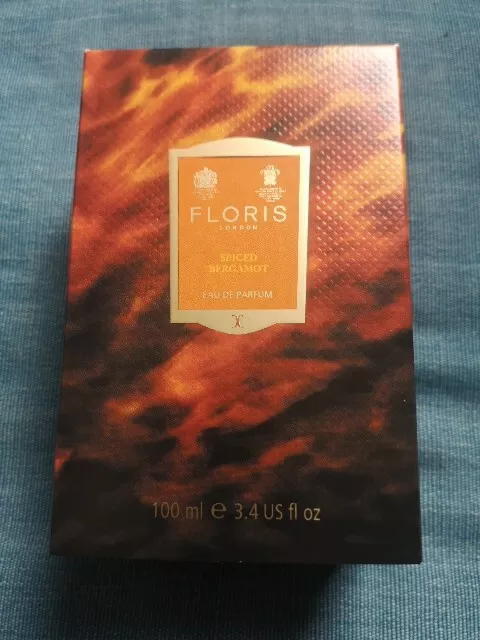 FLORIS
LONDON
SPICED
BERGAMOT
EAU DE PARFUM
100 ml e 3.4 US fl oz